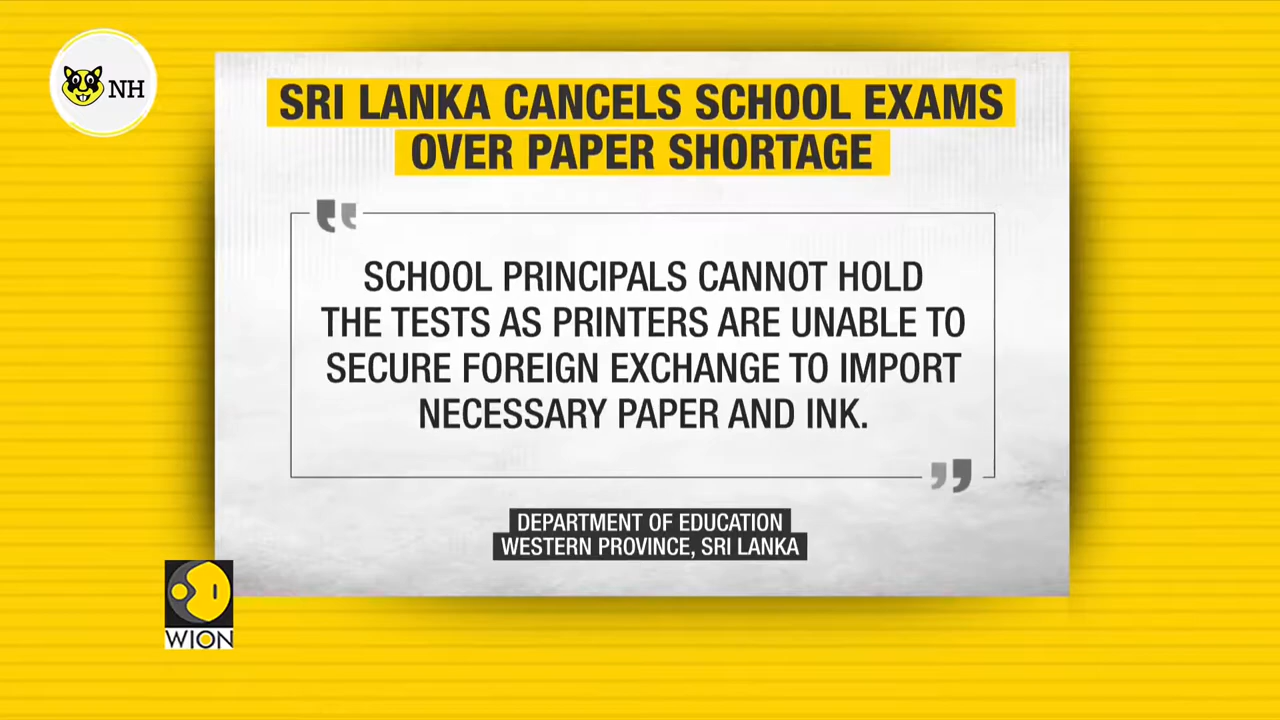 NH
SRI LANKA CANCELS SCHOOL EXAMS
OVER PAPER SHORTAGE
SCHOOL PRINCIPALS CANNOT HOLD
THE TESTS AS PRINTERS ARE UNABLE TO
SECURE FOREIGN EXCHANGE TO IMPORT
NECESSARY PAPER AND INK.
DEPARTMENT OF EDUCATION
WESTERN PROVINCE, SRI LANKA
WION